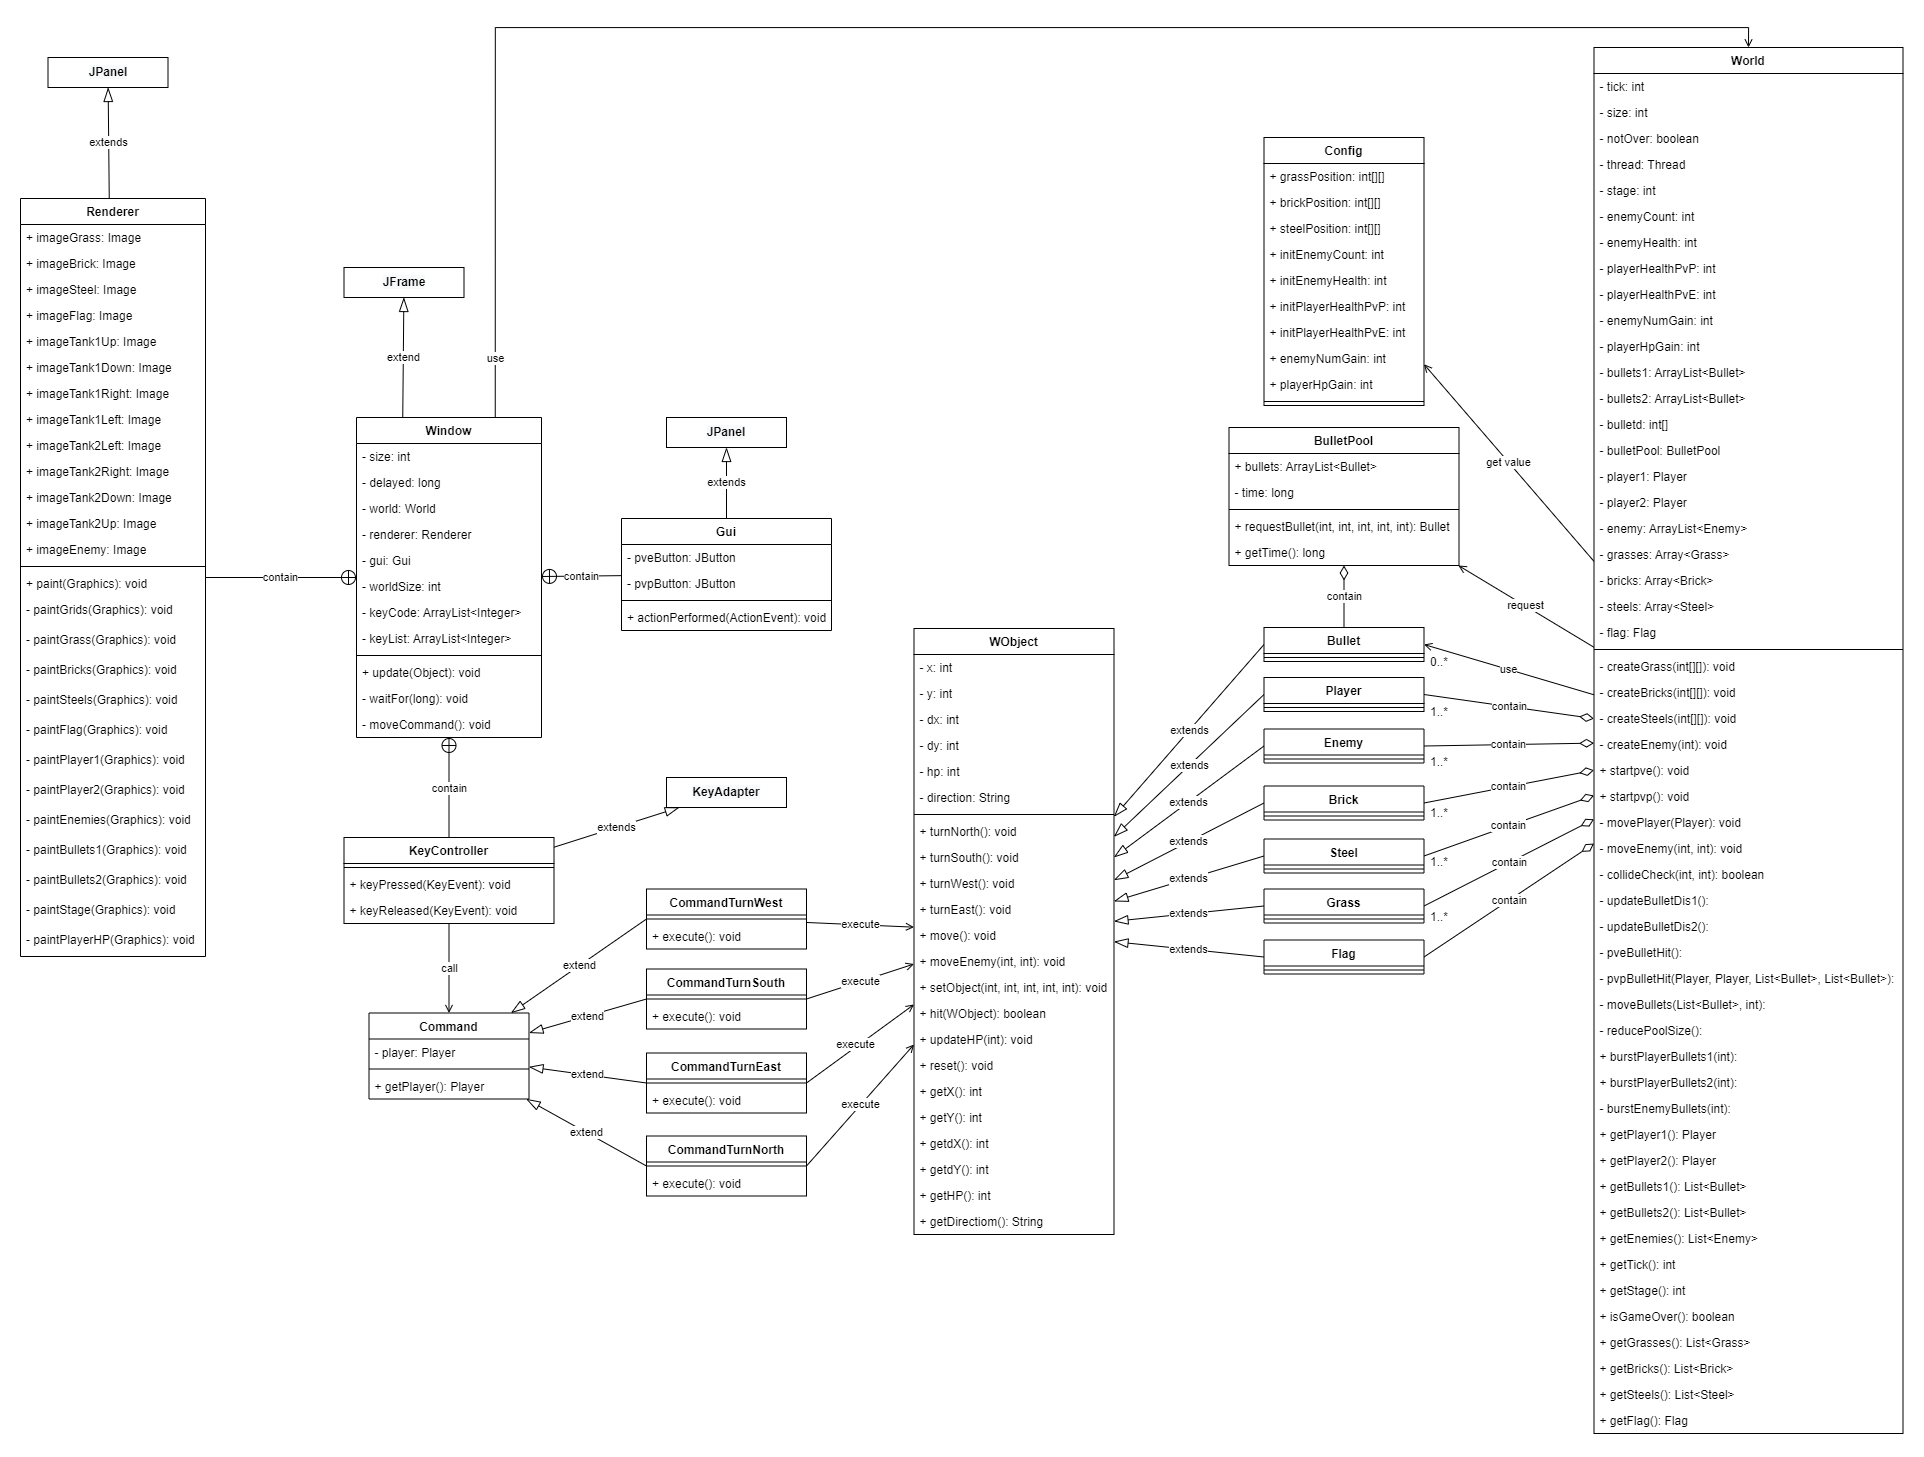 JPanel
extends
Renderer
+ imageGrass: Image
+ imageBrick: Image
+ imageSteel: Image
+ imageFlag: Image
+ imageTank1Up: Image
+ imageTank1Down: Image
+ imageTank1Right: Image
+ imageTank1Left: Image
+ imageTank2Left: Image
+ imageTank2Right: Image
+ imageTank2Down: Image
+ imageTank2Up: Image
+ imageEnemy: Image
+ paint(Graphics): void
- paintGrids(Graphics): void
- paintGrass(Graphics): void
- paintBricks(Graphics): void
- paintSteels(Graphics): void
- paintFlag(Graphics): void
- paintPlayer1(Graphics): void
- paintPlayer2(Graphics): void
- paintEnemies(Graphics): void
- paintBullets1(Graphics): void
- paintBullets2(Graphics): void
- paintStage(Graphics): void
- paintPlayerHP(Graphics): void
contain
JFrame
extend
use
Window
- size: int
- delayed: long
- world: World
- renderer: Renderer
- gui: Gui
- worldSize: int
- keyCode: ArrayList<Integer>
- keyList: ArrayList<Integer>
+ update(Object): void
- waitFor(long): void
- moveCommand(): void
contain
JPanel
extends
Gui
- pveButton: JButton
- pvpButton: JButton
+ actionPerformed(ActionEvent): void
contain
KeyAdapter
extends
KeyController
+ keyPressed(KeyEvent): void
+ keyReleased(KeyEvent): void
call
Command
- player: Player
+ getPlayer(): Player
extend
extend
extend
extend
CommandTurnWest
+ execute(): void
CommandTurnSouth
+ execute(): void
CommandTurnEast
+ execute(): void
CommandTurnNorth
+ execute(): void
execute
execute
execute
execute
WObject
- x: int
- y: int
- dx: int
- dy: int
- hp: int
- direction: String
+ turnNorth(): void
+ turnSouth(): void
+ turnWest(): void
+ turnEast(): void
+ move(): void
+ moveEnemy(int, int): void
+ setObject(int, int, int, int, int): void
+ hit(WObject): boolean
+ updateHP(int): void
+ reset(): void
+ getX(): int
+ getY(): int
+ getdX(): int
+ getdY(): int
+ getHP(): int
+ getDirectiom(): String
extends
extends
extends
extends
extends
extends
extends
Config
+ grassPosition: int[][]
+ brickPosition: int[][]
+ steelPosition: int[][]
+ initEnemyCount: int
+ initEnemyHealth: int
+ initPlayerHealthPvP: int
+ initPlayerHealthPvE: int
+ enemyNumGain: int
+ playerHpGain: int
get value
BulletPool
+ bullets: ArrayList<Bullet>
- time: long
+ requestBullet(int, int, int, int, int): Bullet
+ getTime(): long
contain
request
Bullet
0..*
use
Player
1..*
contain
Enemy
1..*
contain
Brick
1..*
contain
Steel
1..*
contain
Grass
1..*
contain
Flag
contain
World
- tick: int
- size: int
- notOver: boolean
- thread: Thread
- stage: int
- enemyCount: int
- enemyHealth: int
- playerHealthPvP: int
- playerHealthPvE: int
- enemyNumGain: int
- playerHpGain: int
- bullets1: ArrayList<Bullet>
- bullets2: ArrayList<Bullet>
- bulletd: int[]
- bulletPool: BulletPool
- player1: Player
- player2: Player
- enemy: ArrayList<Enemy>
- grasses: Array<Grass>
- bricks: Array<Brick>
- steels: Array<Steel>
- flag: Flag
- createGrass(int[][]): void
- createBricks(int[][]): void
- createSteels(int[][]): void
- createEnemy(int): void
+ startpve(): void
+ startpvp(): void
- movePlayer(Player): void
- moveEnemy(int, int): void
- collideCheck(int, int): boolean
- updateBulletDis1():
- updateBulletDis2():
- pveBulletHit():
- pvpBulletHit(Player, Player, List<Bullet>, List<Bullet>):
- moveBullets(List<Bullet>, int):
- reducePoolSize():
+ burstPlayerBullets1(int):
+ burstPlayerBullets2(int):
- burstEnemyBullets(int):
+ getPlayer1(): Player
+ getPlayer2(): Player
+ getBullets1(): List<Bullet>
+ getBullets2(): List<Bullet>
+ getEnemies(): List<Enemy>
+ getTick(): int
+ getStage(): int
+ isGameOver(): boolean
+ getGrasses(): List<Grass>
+ getBricks(): List<Brick>
+ getSteels(): List<Steel>
+ getFlag(): Flag